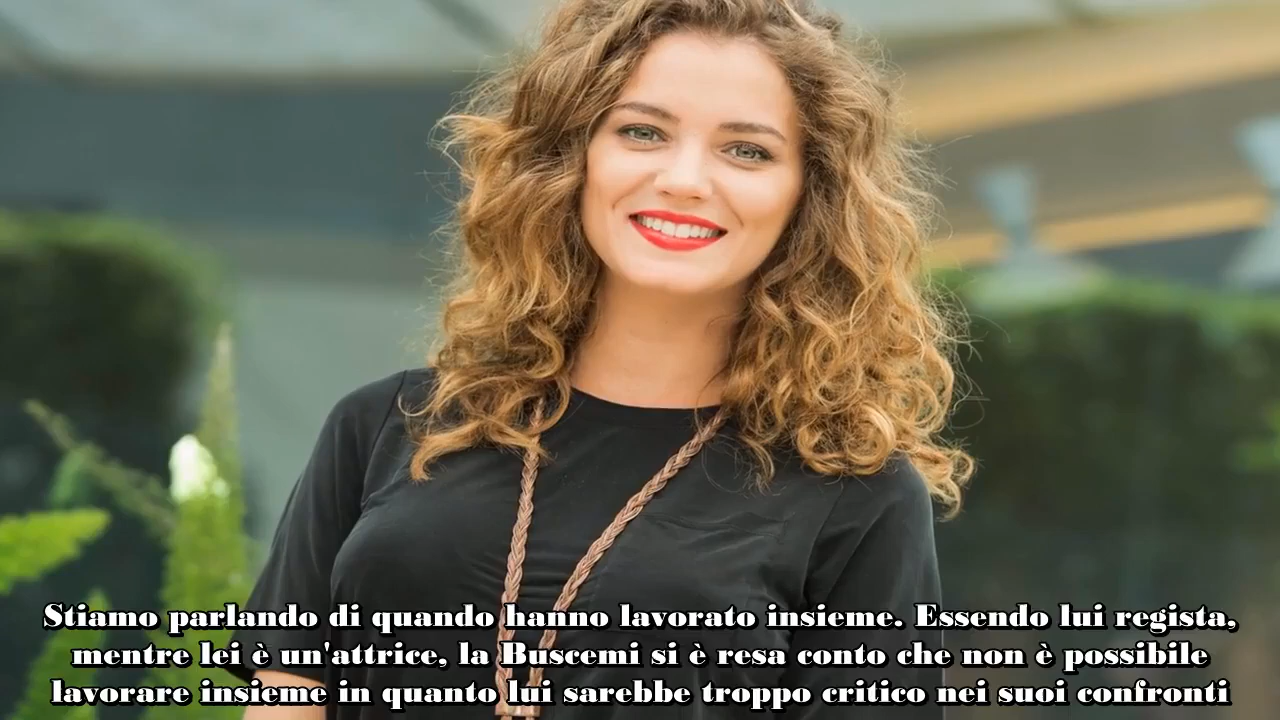 Stiamo parlando di quando hanno lavorato insieme. Essendo lui regista,
mentre lei è un'attrice, la Buscemi si è resa conto che non è possibile
lavorare insieme in quanto lui sarebbe troppo critico nei suoi confronti